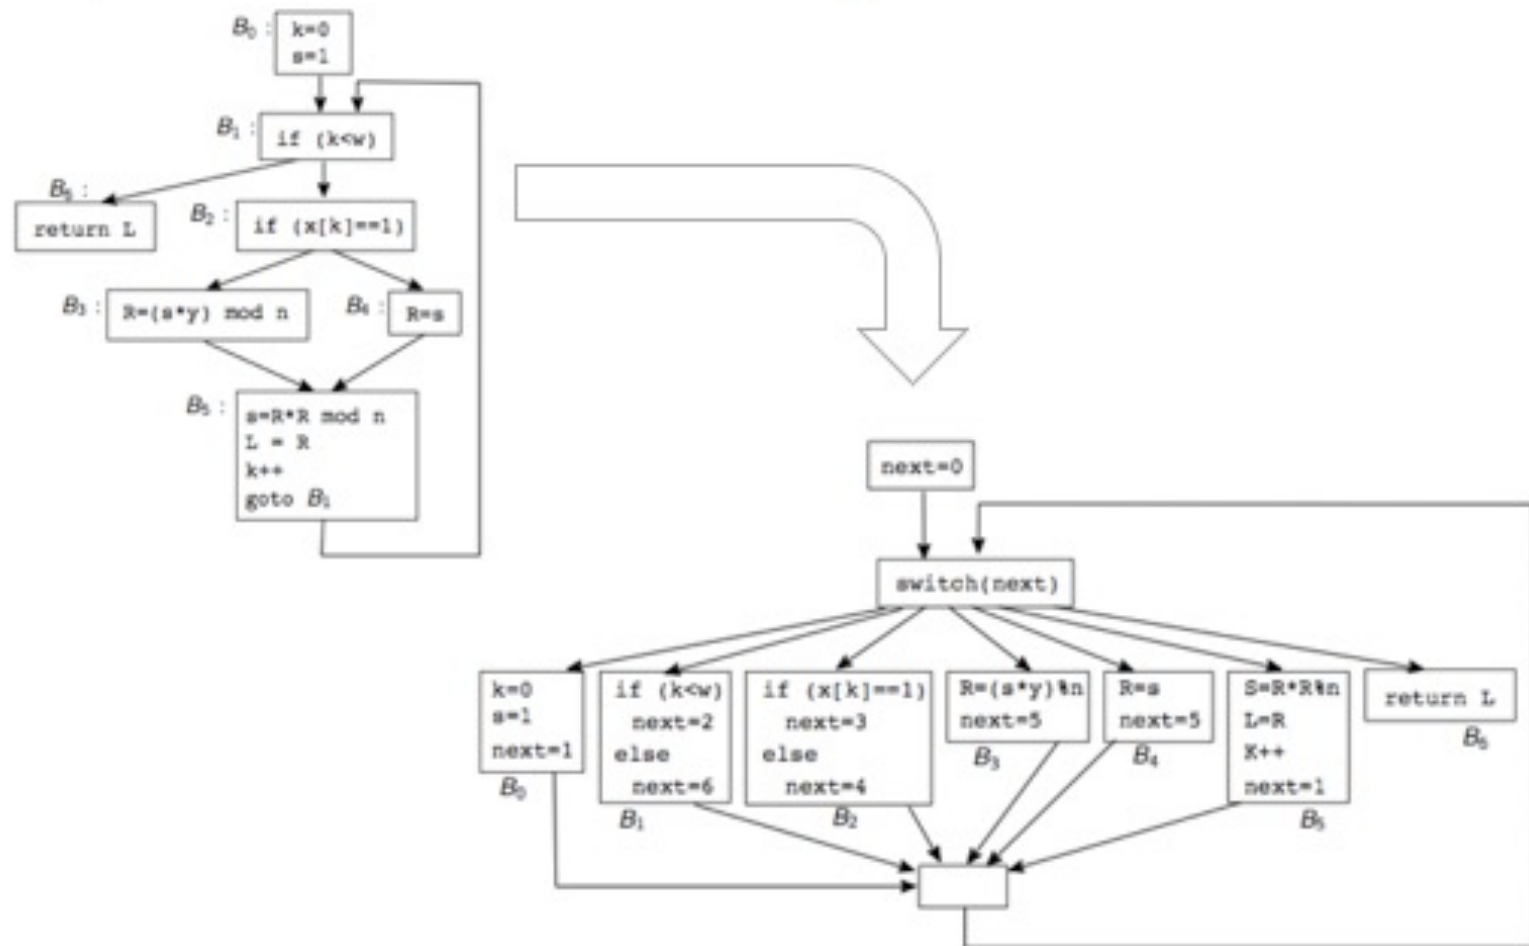 B0 :
k=0
s=1
B1 :
if (k<w)
B6 :
return L
B2 :
if (x[k]==1)
B3 :
R=(s*y) mod n
B4 :
R=s
B5 :
s=R*R mod n
L = R
k++
goto B1
next=0
switch(next)
k=0
s=1
next=1
B0
if (k<w)
next=2
else
next=6
B1
if (x[k]==1)
next=3
else
next=4
B2
R=(s*y)%n
next=5
B3
R=s
next=5
B4
S=R*R%n
L=R
K++
next=1
B5
return L
B6